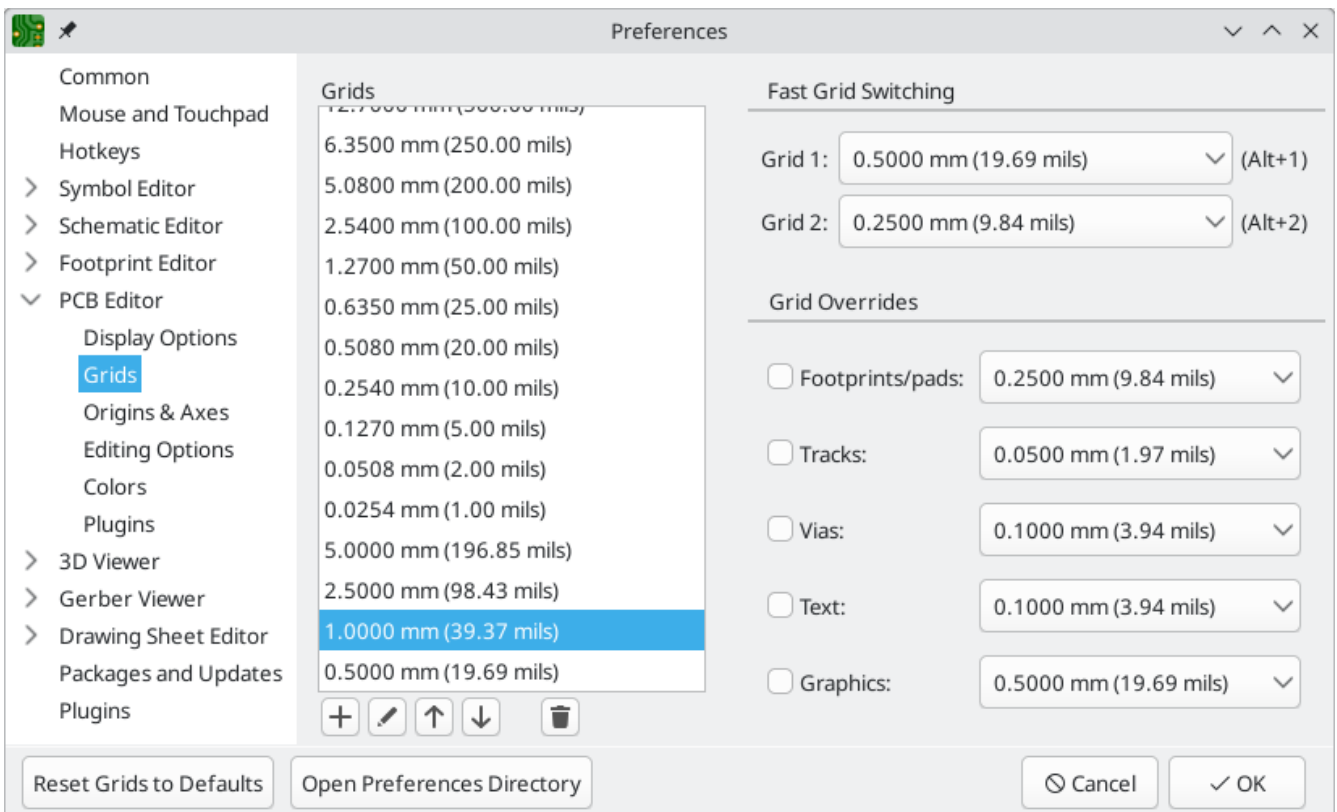 Preferences
Common
Mouse and Touchpad
Hotkeys
Symbol Editor
Schematic Editor
Footprint Editor
PCB Editor
Display Options
Grids
Origins & Axes
Editing Options
Colors
Plugins
3D Viewer
Gerber Viewer
Drawing Sheet Editor
Packages and Updates
Plugins
Grids
12.7000 mm (500.00 mils)
6.3500 mm (250.00 mils)
5.0800 mm (200.00 mils)
2.5400 mm (100.00 mils)
1.2700 mm (50.00 mils)
0.6350 mm (25.00 mils)
0.5080 mm (20.00 mils)
0.2540 mm (10.00 mils)
0.1270 mm (5.00 mils)
0.0508 mm (2.00 mils)
0.0254 mm (1.00 mils)
5.0000 mm (196.85 mils)
2.5000 mm (98.43 mils)
1.0000 mm (39.37 mils)
0.5000 mm (19.69 mils)
Fast Grid Switching
Grid 1: 0.5000 mm (19.69 mils) (Alt+1)
Grid 2: 0.2500 mm (9.84 mils) (Alt+2)
Grid Overrides
Footprints/pads: 0.2500 mm (9.84 mils)
Tracks: 0.0500 mm (1.97 mils)
Vias: 0.1000 mm (3.94 mils)
Text: 0.1000 mm (3.94 mils)
Graphics: 0.5000 mm (19.69 mils)
Reset Grids to Defaults
Open Preferences Directory
Cancel
OK